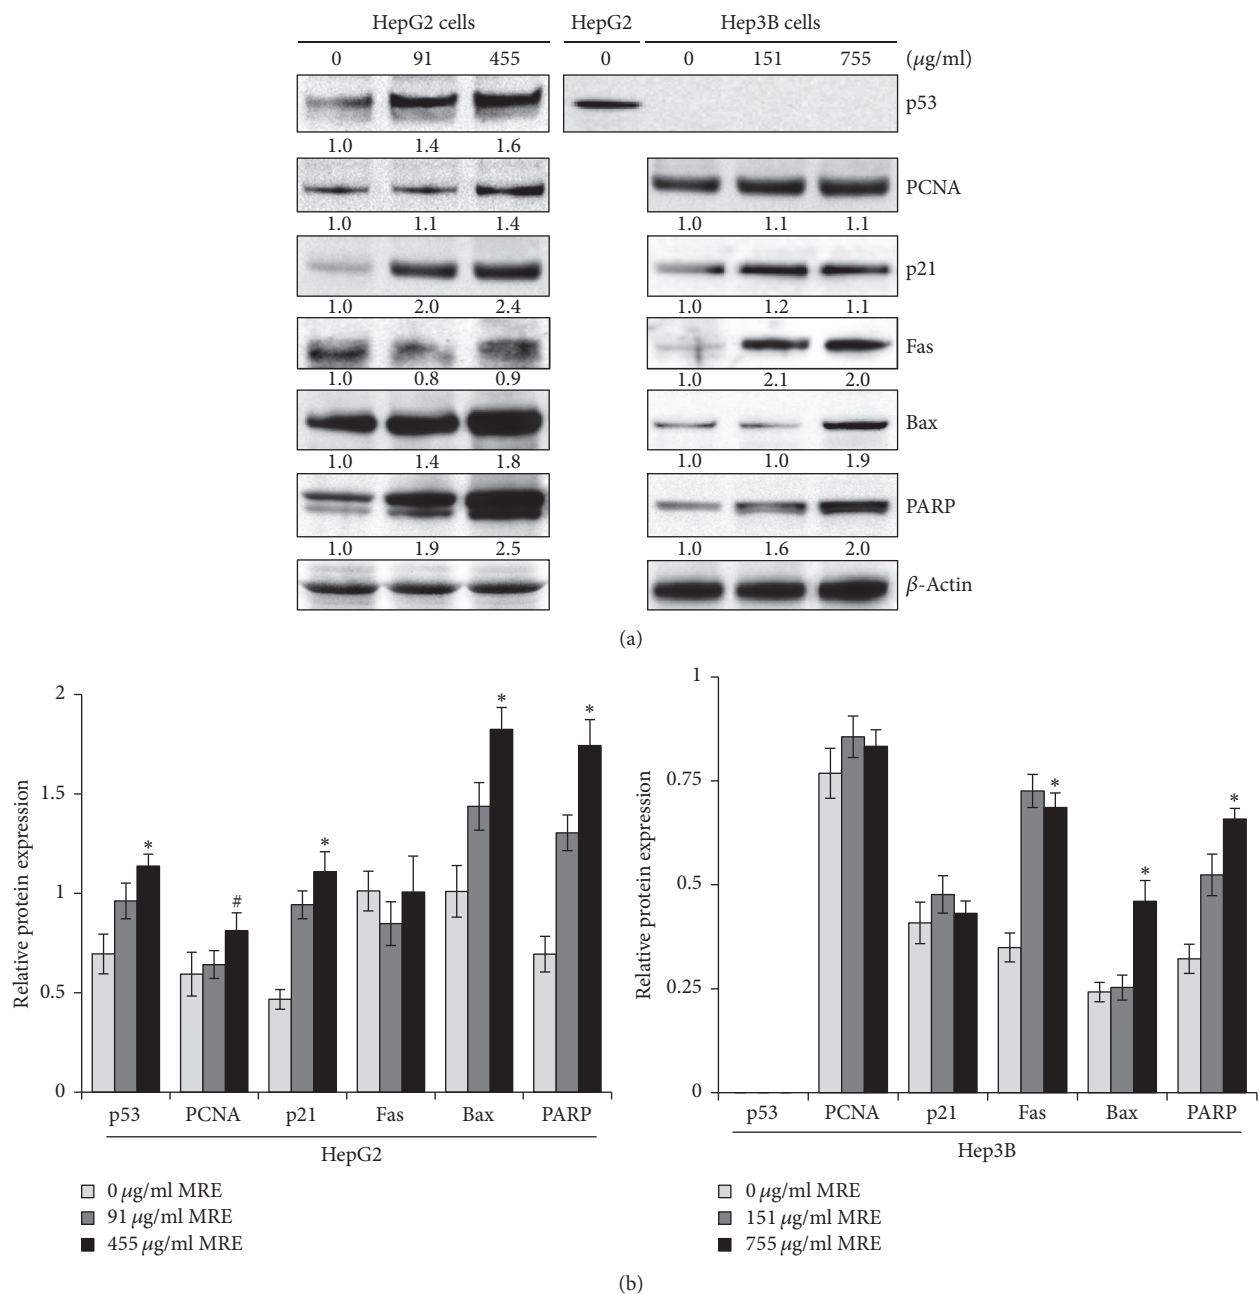 HepG2 cells HepG2 Hep3B cells
0 91 455 0 0 151 755 (μg/ml)
p53
1.0 1.4 1.6
PCNA
1.0 1.1 1.4 1.0 1.1 1.1
p21
1.0 2.0 2.4 1.0 1.2 1.1
Fas
1.0 0.8 0.9 1.0 2.1 2.0
Bax
1.0 1.4 1.8 1.0 1.0 1.9
PARP
1.0 1.9 2.5 1.0 1.6 2.0
β-Actin
(a)
Relative protein expression
2
1.5
1
0.5
0
* # * * *
p53 PCNA p21 Fas Bax PARP
HepG2
0 μg/ml MRE
91 μg/ml MRE
455 μg/ml MRE
Relative protein expression
1
0.75
0.5
0.25
0
* * *
p53 PCNA p21 Fas Bax PARP
Hep3B
0 μg/ml MRE
151 μg/ml MRE
755 μg/ml MRE
(b)